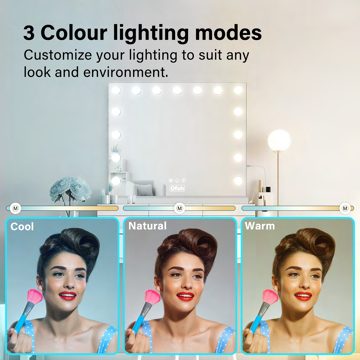 3 Colour lighting modes
Customize your lighting to suit any
look and environment.
M
M
M
Cool
Natural
Warm